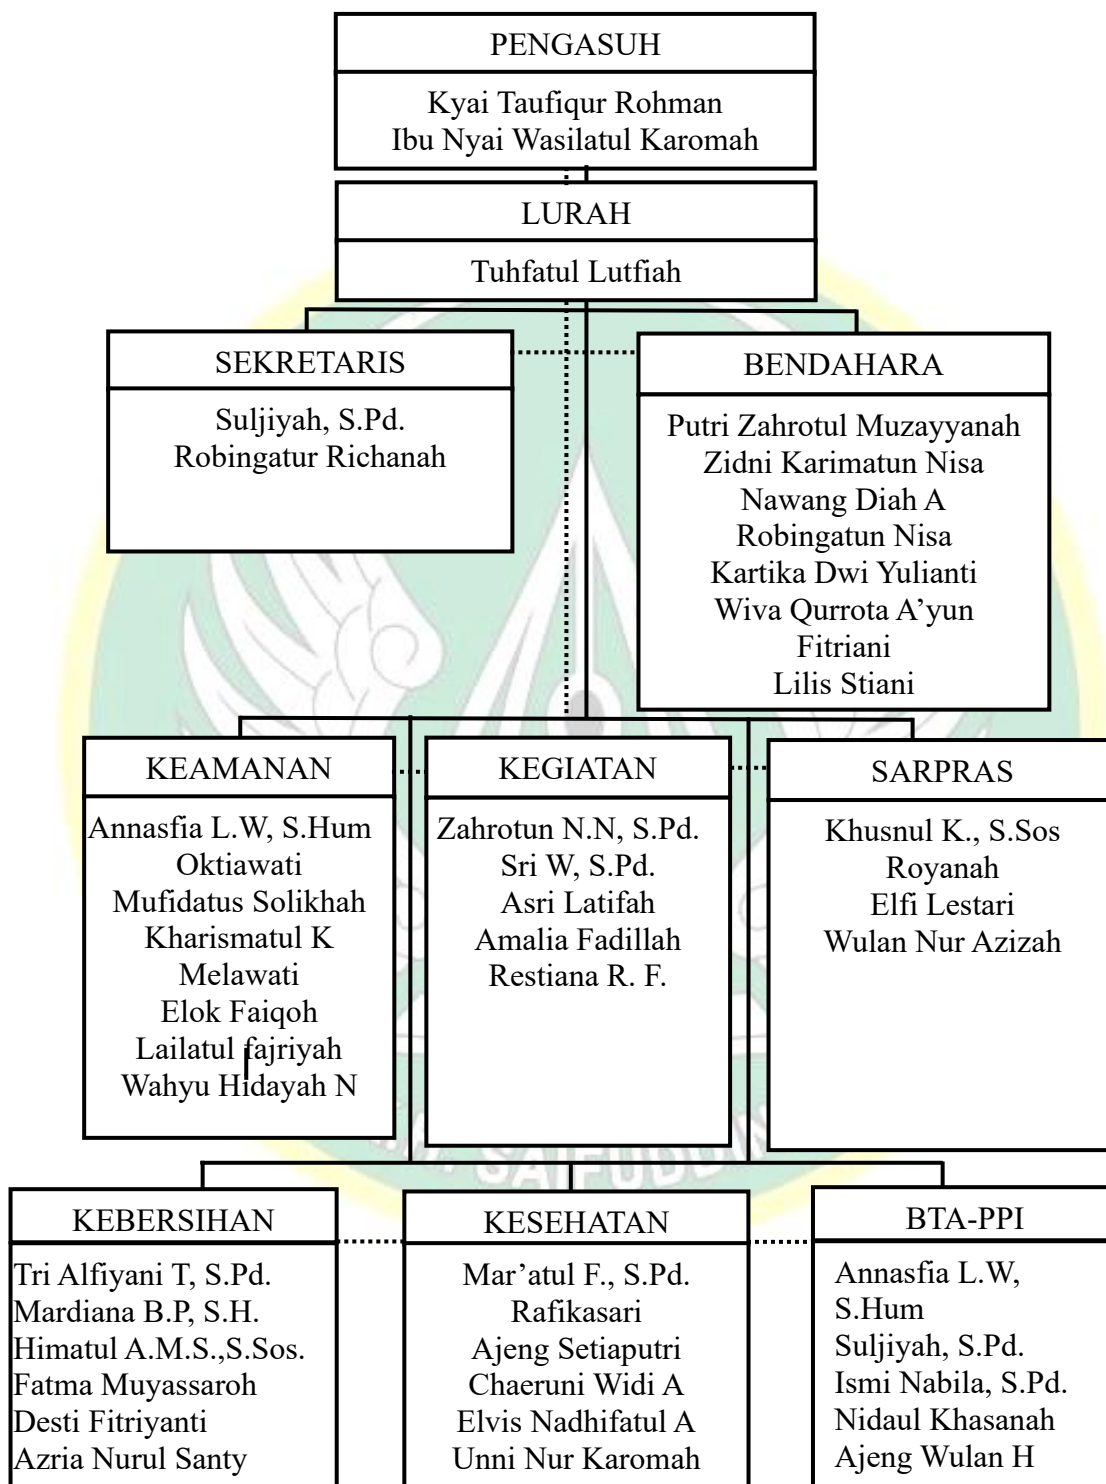 PENGASUH
Kyai Taufiqur Rohman
Ibu Nyai Wasilatul Karomah
LURAH
Tuhfatul Lutfiah
SEKRETARIS
Suljiyah, S.Pd.
Robingatur Richanah
BENDAHARA
Putri Zahrotul Muzayyanah
Zidni Karimatun Nisa
Nawang Diah A
Robingatun Nisa
Kartika Dwi Yulianti
Wiva Qurrota A’yun
Fitriani
Lilis Stiani
KEAMANAN
Annasfia L.W, S.Hum
Oktiawati
Mufidatus Solikhah
Kharismatul K
Melawati
Elok Faiqoh
Lailatul fajriyah
Wahyu Hidayah N
KEGIATAN
Zahrotun N.N, S.Pd.
Sri W, S.Pd.
Asri Latifah
Amalia Fadillah
Restiana R. F.
SARPRAS
Khusnul K., S.Sos
Royanah
Elfi Lestari
Wulan Nur Azizah
SAIFUDDIN
KEBERSIHAN
Tri Alfiyani T, S.Pd.
Mardiana B.P, S.H.
Himatul A.M.S.,S.Sos.
Fatma Muyassaroh
Desti Fitriyanti
Azria Nurul Santy
KESEHATAN
Mar’atul F., S.Pd.
Rafikasari
Ajeng Setiaputri
Chaeruni Widi A
Elvis Nadhifatul A
Unni Nur Karomah
BTA-PPI
Annasfia L.W,
S.Hum
Suljiyah, S.Pd.
Ismi Nabila, S.Pd.
Nidaul Khasanah
Ajeng Wulan H